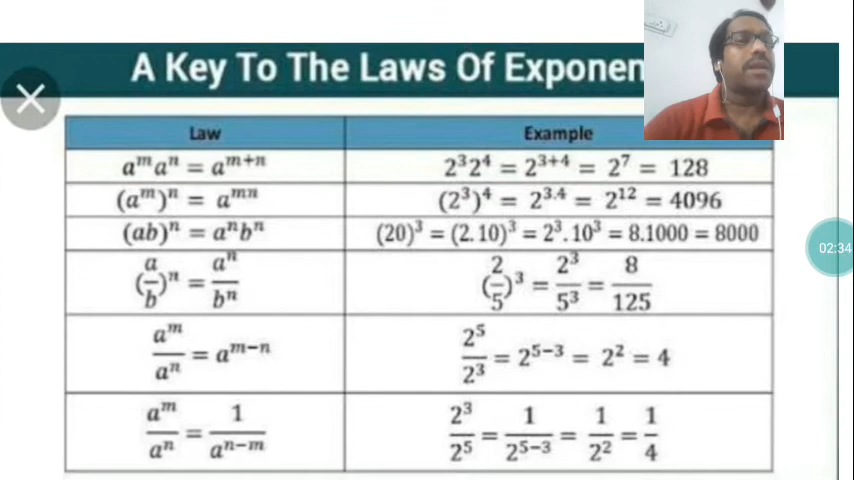 A Key To The Laws Of Exponen
Law Example
aᵐaⁿ = aᵐ⁺ⁿ 2³2⁴ = 2³⁺⁴ = 2⁷ = 128
(aᵐ)ⁿ = aᵐⁿ (2³)⁴ = 2³·⁴ = 2¹² = 4096
(ab)ⁿ = aⁿbⁿ (20)³ = (2.10)³ = 2³.10³ = 8.1000 = 8000
(a/b)ⁿ = aⁿ/bⁿ (2/5)³ = 2³/5³ = 8/125
aᵐ/aⁿ = aᵐ⁻ⁿ 2⁵/2³ = 2⁵⁻³ = 2² = 4
aᵐ/aⁿ = 1/aⁿ⁻ᵐ 2³/2⁵ = 1/2⁵⁻³ = 1/2² = 1/4
02:34